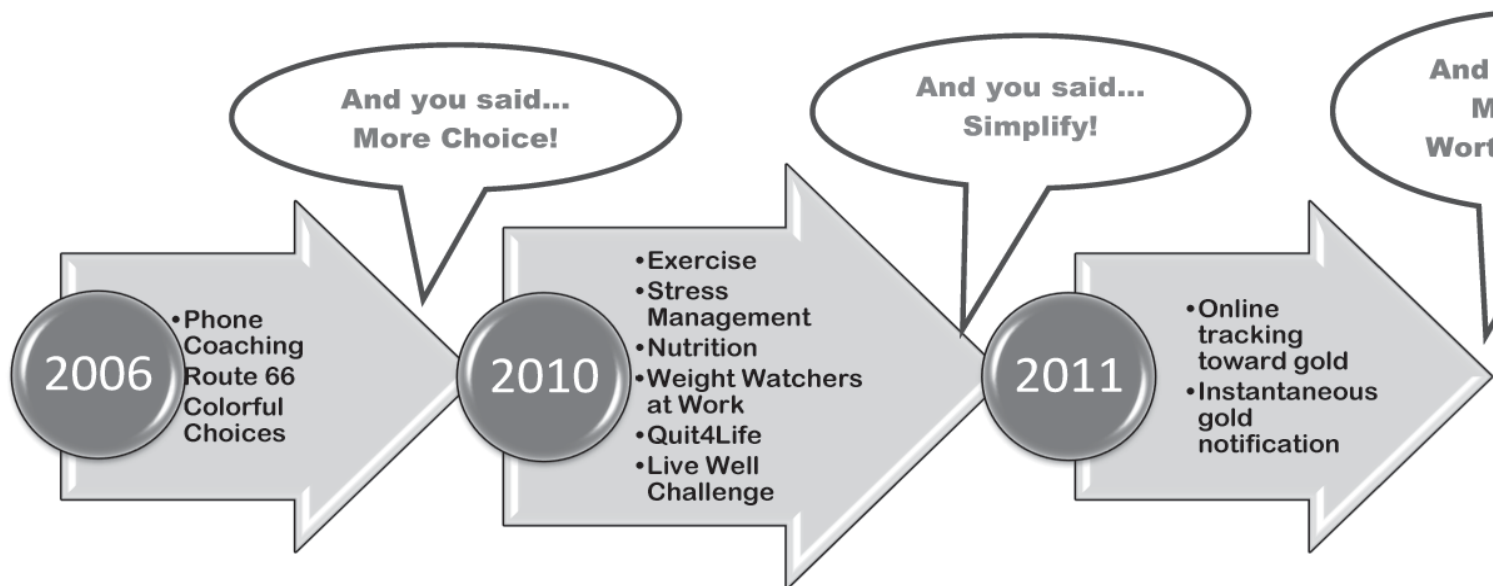 And you said...
More Choice!
And you said...
Simplify!
And
2006
•Phone
Coaching
Route 66
Colorful
Choices
2010
•Exercise
•Stress
Management
•Nutrition
•Weight Watchers
at Work
•Quit4Life
•Live Well
Challenge
2011
•Online
tracking
toward gold
•Instantaneous
gold
notification